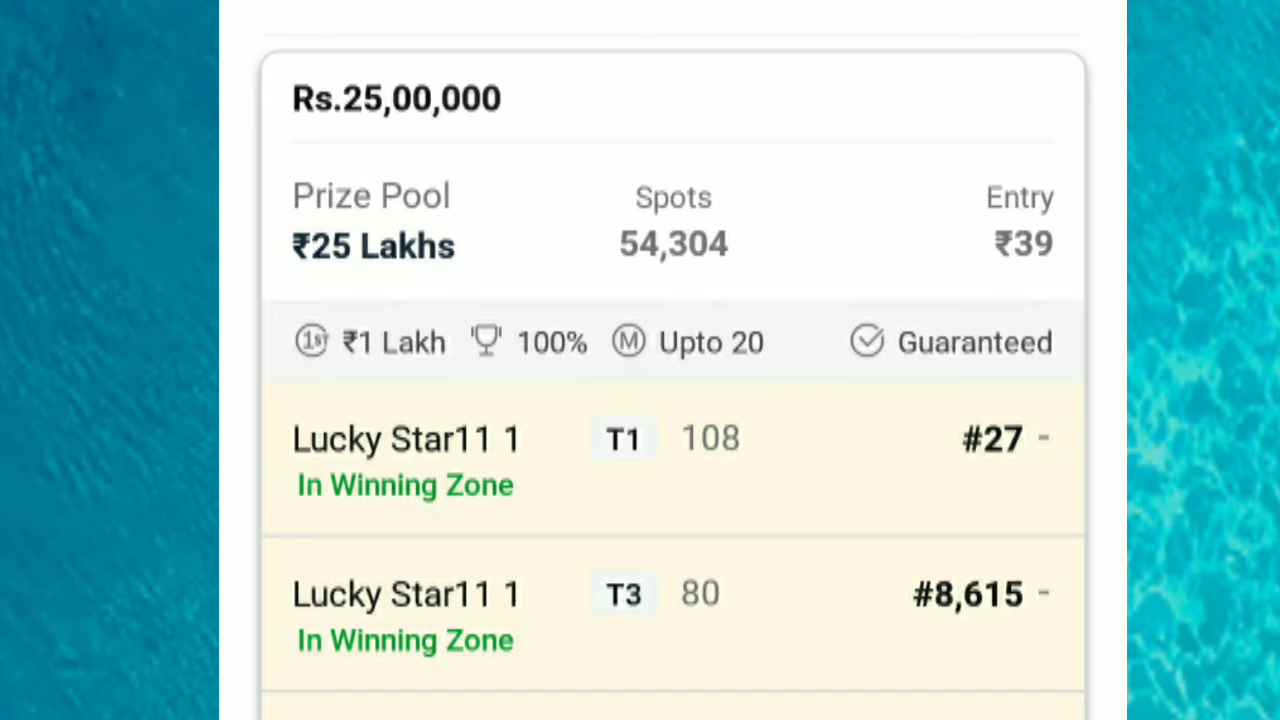 Rs.25,00,000
Prize Pool Spots Entry
₹25 Lakhs 54,304 ₹39
1st ₹1 Lakh 100% M Upto 20 Guaranteed
Lucky Star11 1 T1 108 #27 -
In Winning Zone
Lucky Star11 1 T3 80 #8,615 -
In Winning Zone